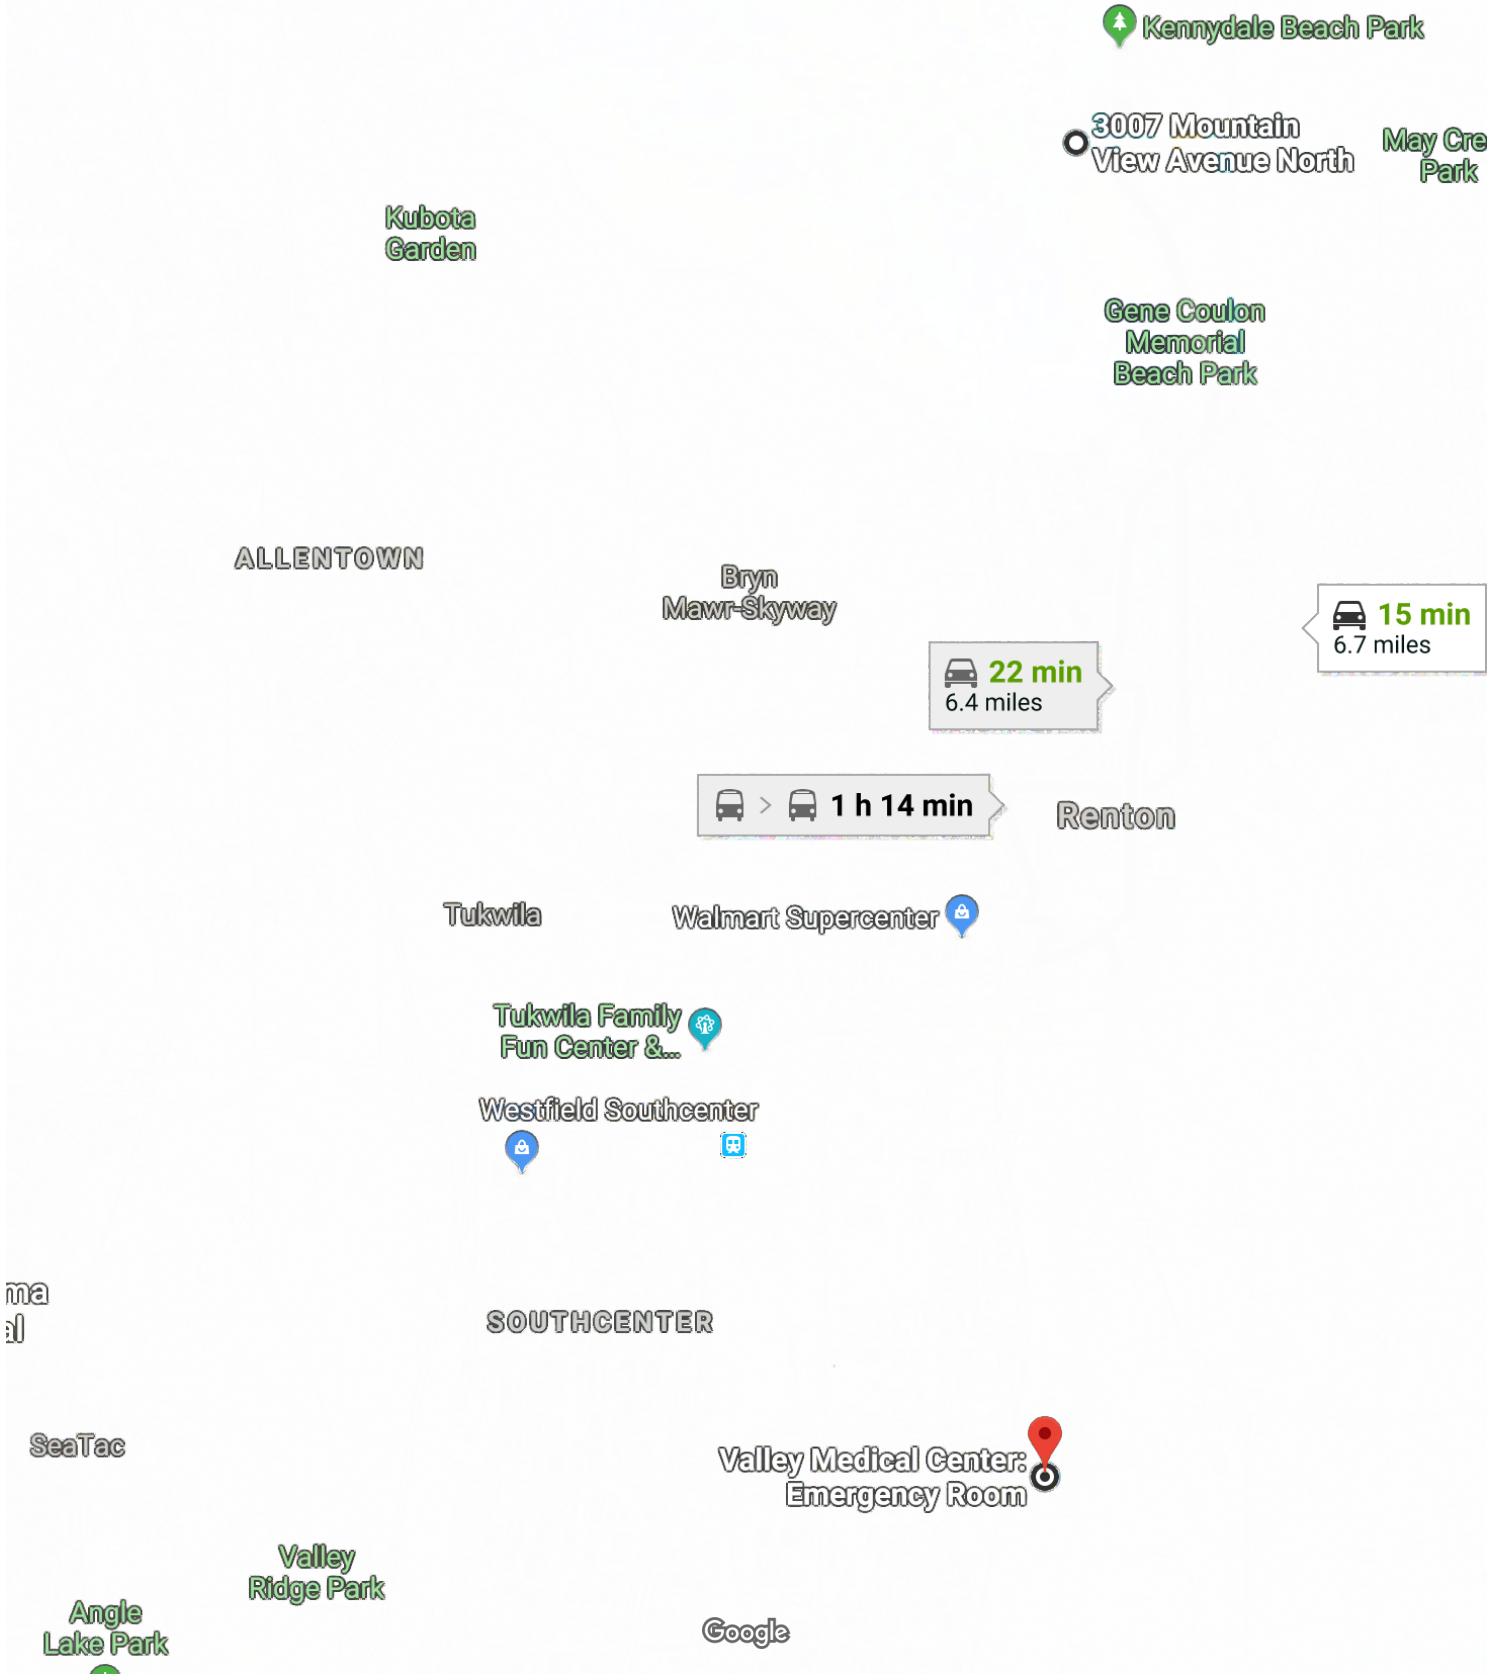 Kennydale Beach Park
3007 Mountain
View Avenue North
May Cre
Park
Kubota
Garden
Gene Coulon
Memorial
Beach Park
ALLENTOWN
Bryn
Mawr-Skyway
15 min
6.7 miles
22 min
6.4 miles
1 h 14 min
Renton
Tukwila
Walmart Supercenter
Tukwila Family
Fun Center &...
Westfield Southcenter
ma
al
SOUTHCENTER
SeaTac
Valley Medical Center:
Emergency Room
Valley
Ridge Park
Angle
Lake Park
Google